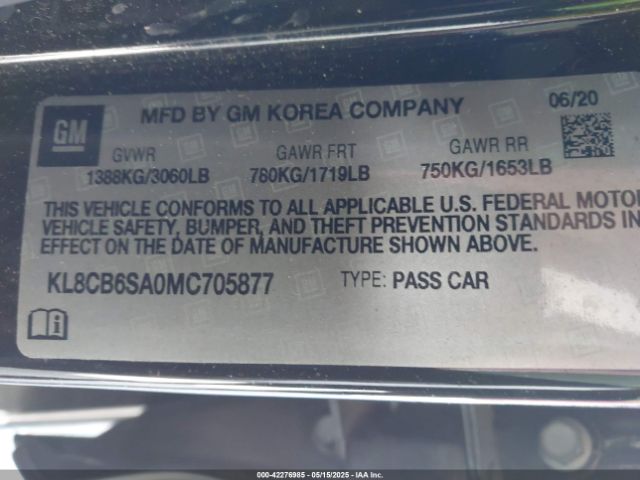 GM
MFD BY GM KOREA COMPANY 06/20
GVWR GAWR FRT GAWR RR
1388KG/3060LB 780KG/1719LB 750KG/1653LB
THIS VEHICLE CONFORMS TO ALL APPLICABLE U.S. FEDERAL MOTOR
VEHICLE SAFETY, BUMPER, AND THEFT PREVENTION STANDARDS IN
EFFECT ON THE DATE OF MANUFACTURE SHOWN ABOVE.
KL8CB6SA0MC705877 TYPE: PASS CAR
000-42276985 - 05/15/2025 - IAA Inc.